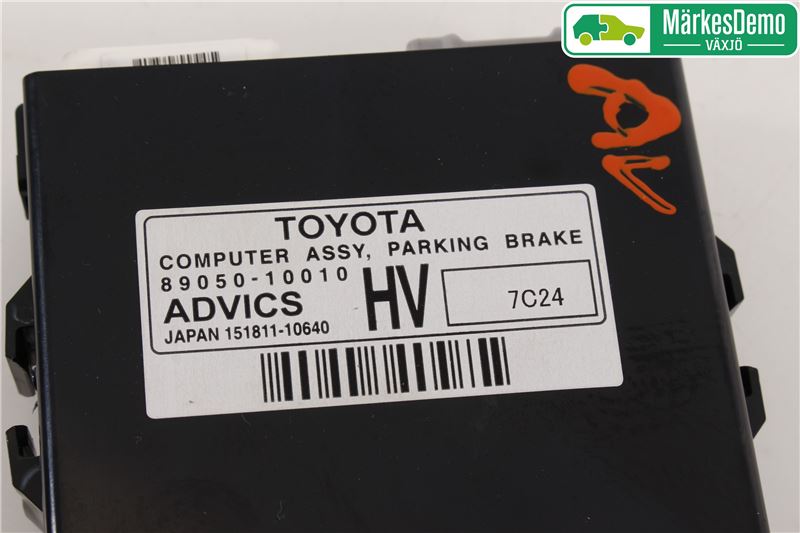 MärkesDemo
VÄXJÖ
TOYOTA
COMPUTER ASSY, PARKING BRAKE
89050-10010
ADVICS HV 7C24
JAPAN 151811-10640